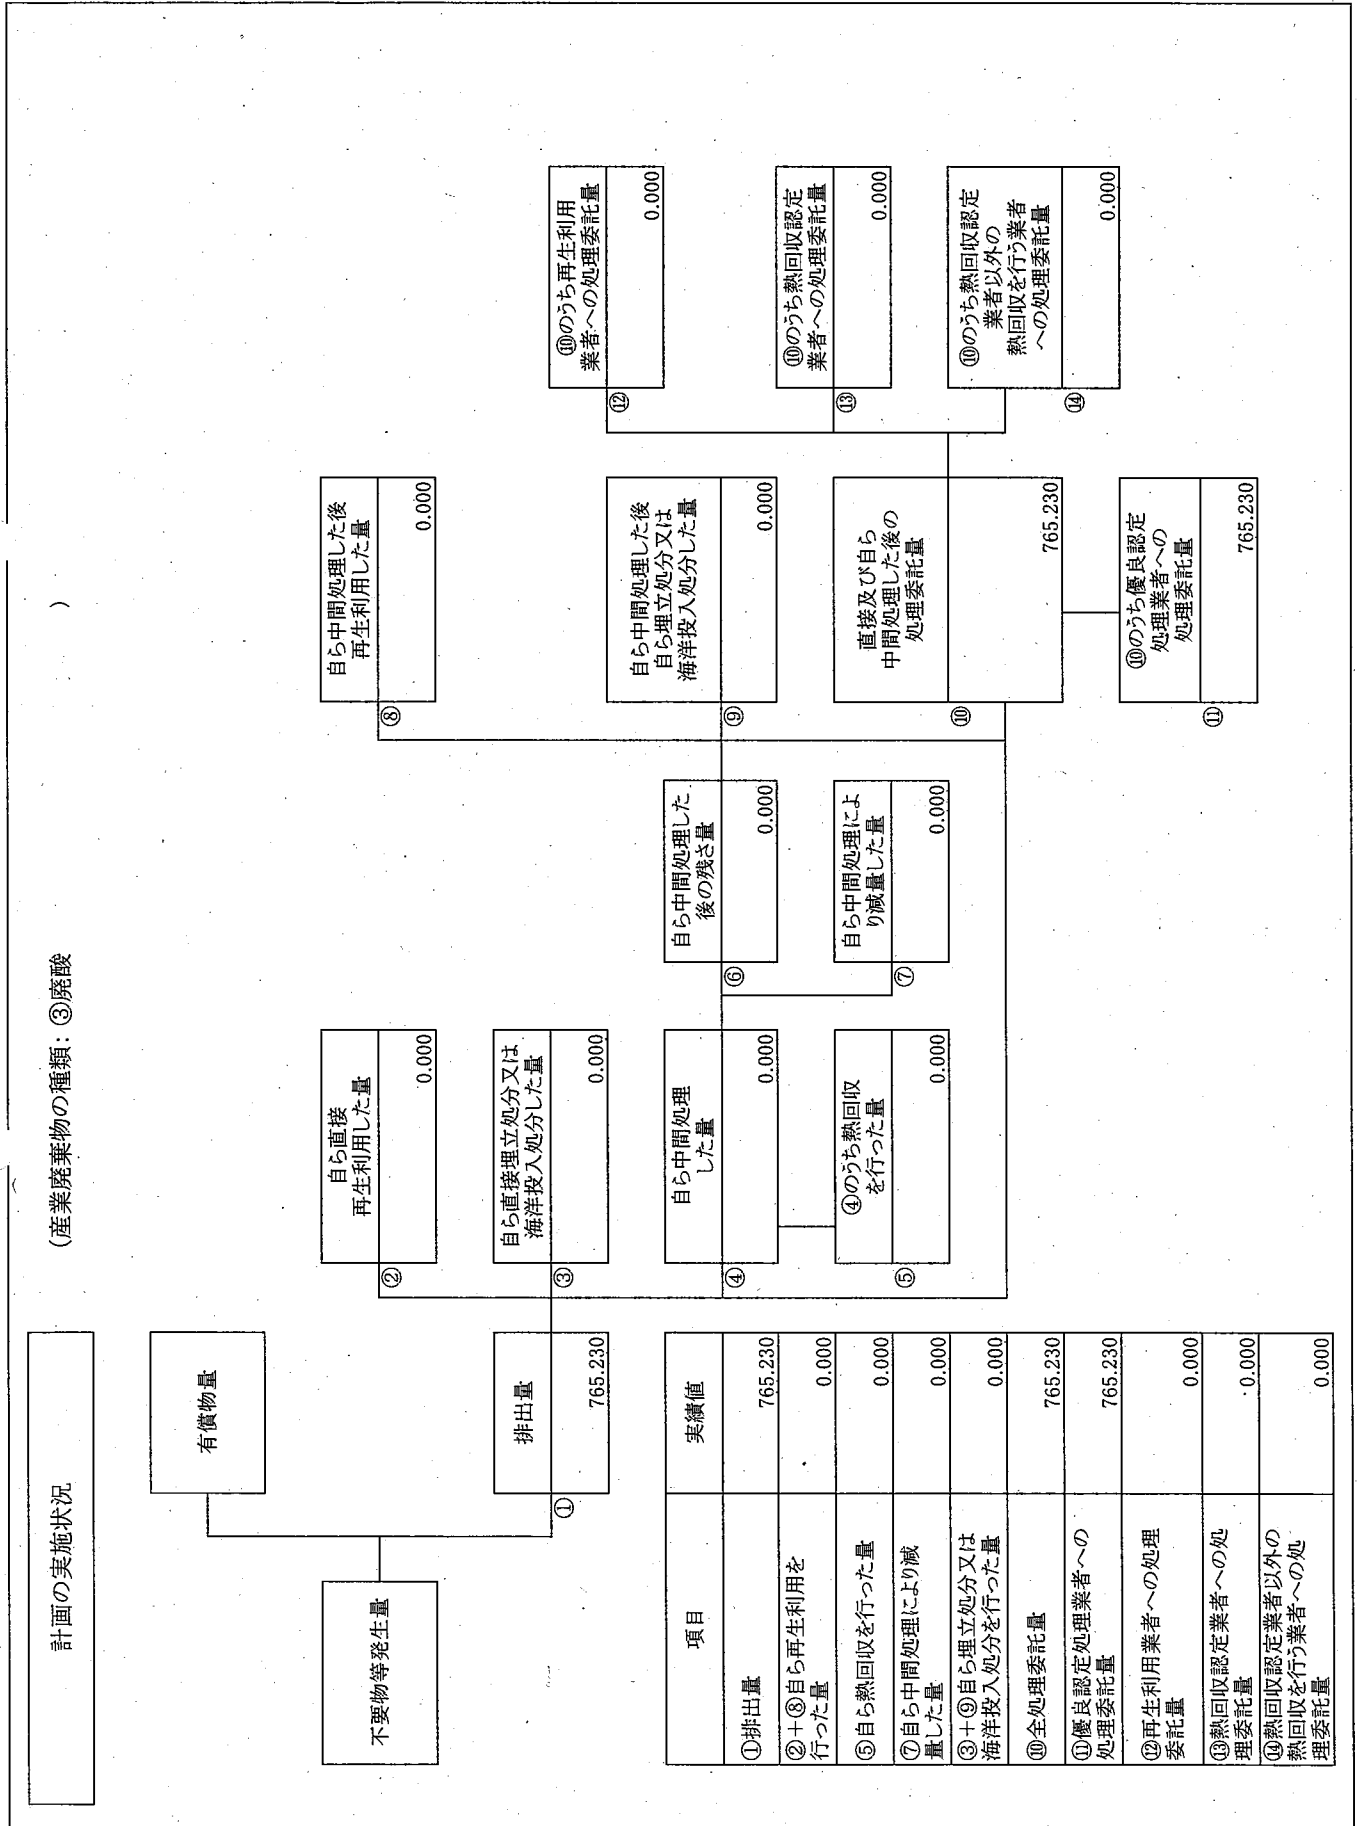 計画の実施状況
(産業廃棄物の種類：③廃酸
)
不要物等発生量
有償物量
①
排出量
765.230
②
自ら直接
再生利用した量
0.000
③
自ら直接埋立処分又は
海洋投入処分した量
0.000
④
自ら中間処理
した量
0.000
⑤
④のうち熱回収
を行った量
0.000
⑥
自ら中間処理した
後の残さ量
0.000
⑦
自ら中間処理によ
り減量した量
0.000
⑧
自ら中間処理した後
再生利用した量
0.000
⑨
自ら中間処理した後
自ら埋立処分又は
海洋投入処分した量
0.000
⑩
直接及び自ら
中間処理した後の
処理委託量
765.230
⑪
⑩のうち優良認定
処理業者への
処理委託量
765.230
⑫
⑩のうち再生利用
業者への処理委託量
0.000
⑬
⑩のうち熱回収認定
業者への処理委託量
0.000
⑭
⑩のうち熱回収認定
業者以外の
熱回収を行う業者
への処理委託量
0.000
項目 実績値
①排出量 765.230
②＋⑧自ら再生利用を
行った量 0.000
⑤自ら熱回収を行った量 0.000
⑦自ら中間処理により減
量した量 0.000
③＋⑨自ら埋立処分又は
海洋投入処分を行った量 0.000
⑩全処理委託量 765.230
⑪優良認定処理業者への
処理委託量 765.230
⑫再生利用業者への処理
委託量 0.000
⑬熱回収認定業者への処
理委託量 0.000
⑭熱回収認定業者以外の
熱回収を行う業者への処
理委託量 0.000